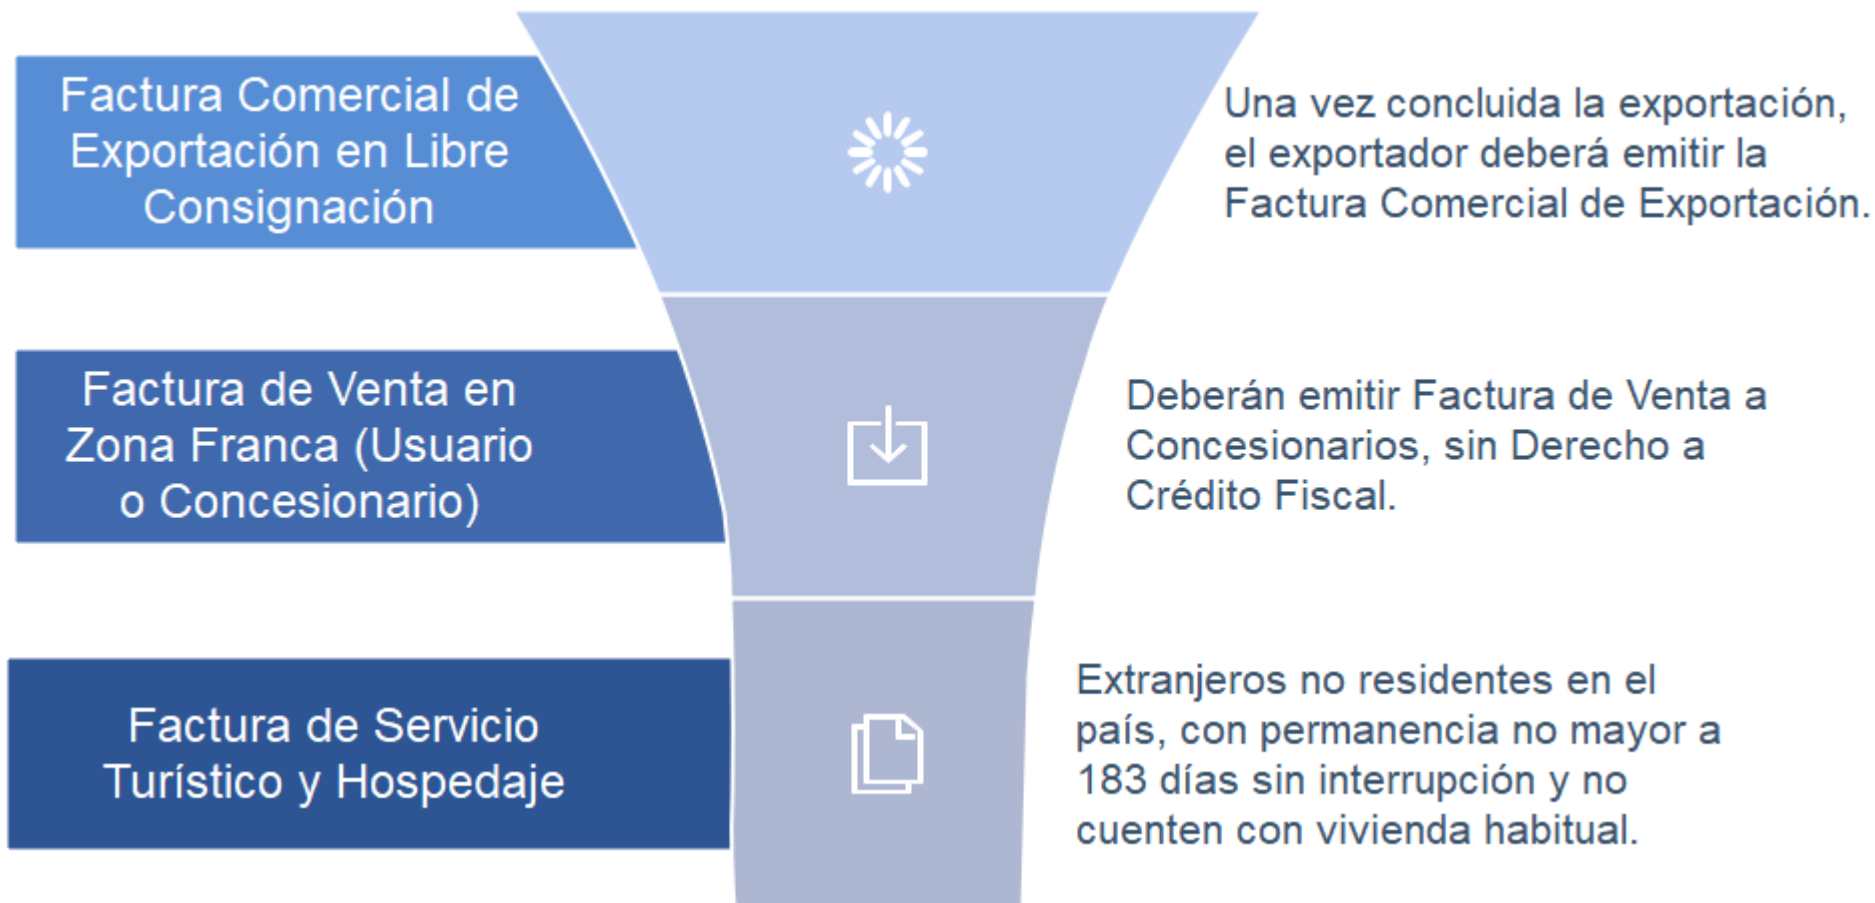 Factura Comercial de
Exportación en Libre
Consignación
Una vez concluida la exportación,
el exportador deberá emitir la
Factura Comercial de Exportación.
Factura de Venta en
Zona Franca (Usuario
o Concesionario)
Deberán emitir Factura de Venta a
Concesionarios, sin Derecho a
Crédito Fiscal.
Factura de Servicio
Turístico y Hospedaje
Extranjeros no residentes en el
país, con permanencia no mayor a
183 días sin interrupción y no
cuenten con vivienda habitual.